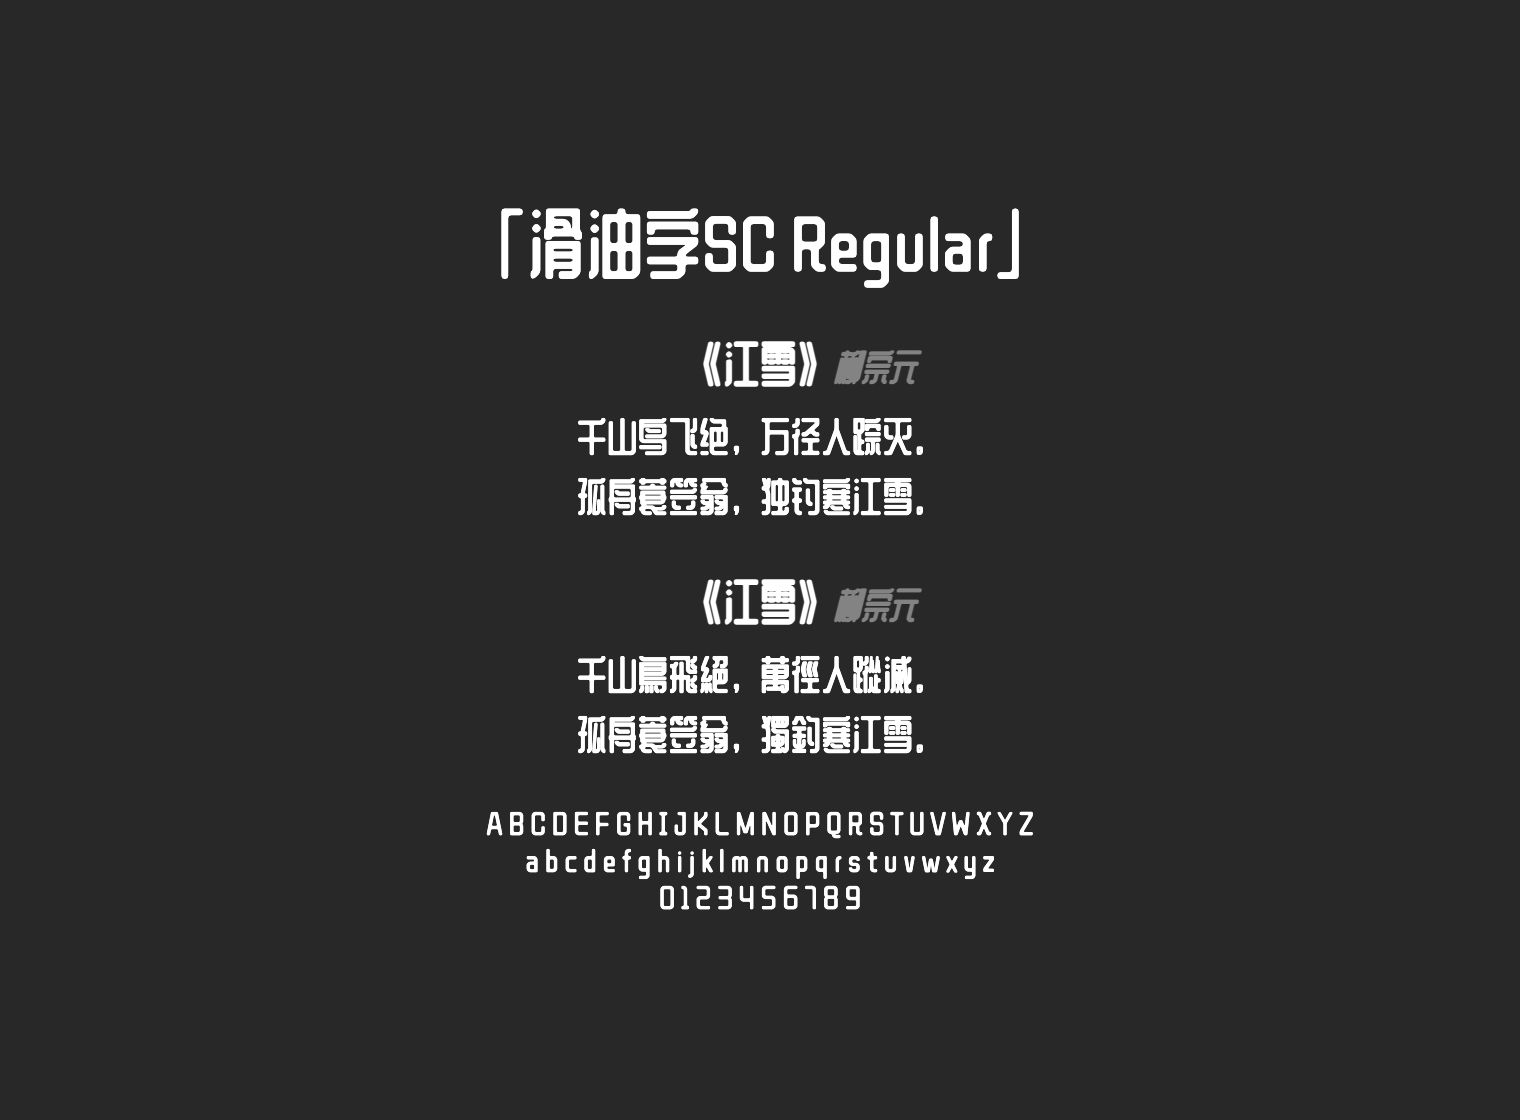 「滑油字SC Regular」
《江雪》 柳宗元
千山鸟飞绝，万径人踪灭。
孤舟蓑笠翁，独钓寒江雪。
《江雪》 柳宗元
千山鳥飛絕，萬徑人蹤滅。
孤舟蓑笠翁，獨釣寒江雪。
ABCDEFGHIJKLMNOPQRSTUVWXYZ
abcdefghijklmnopqrstuvwxyz
0123456789